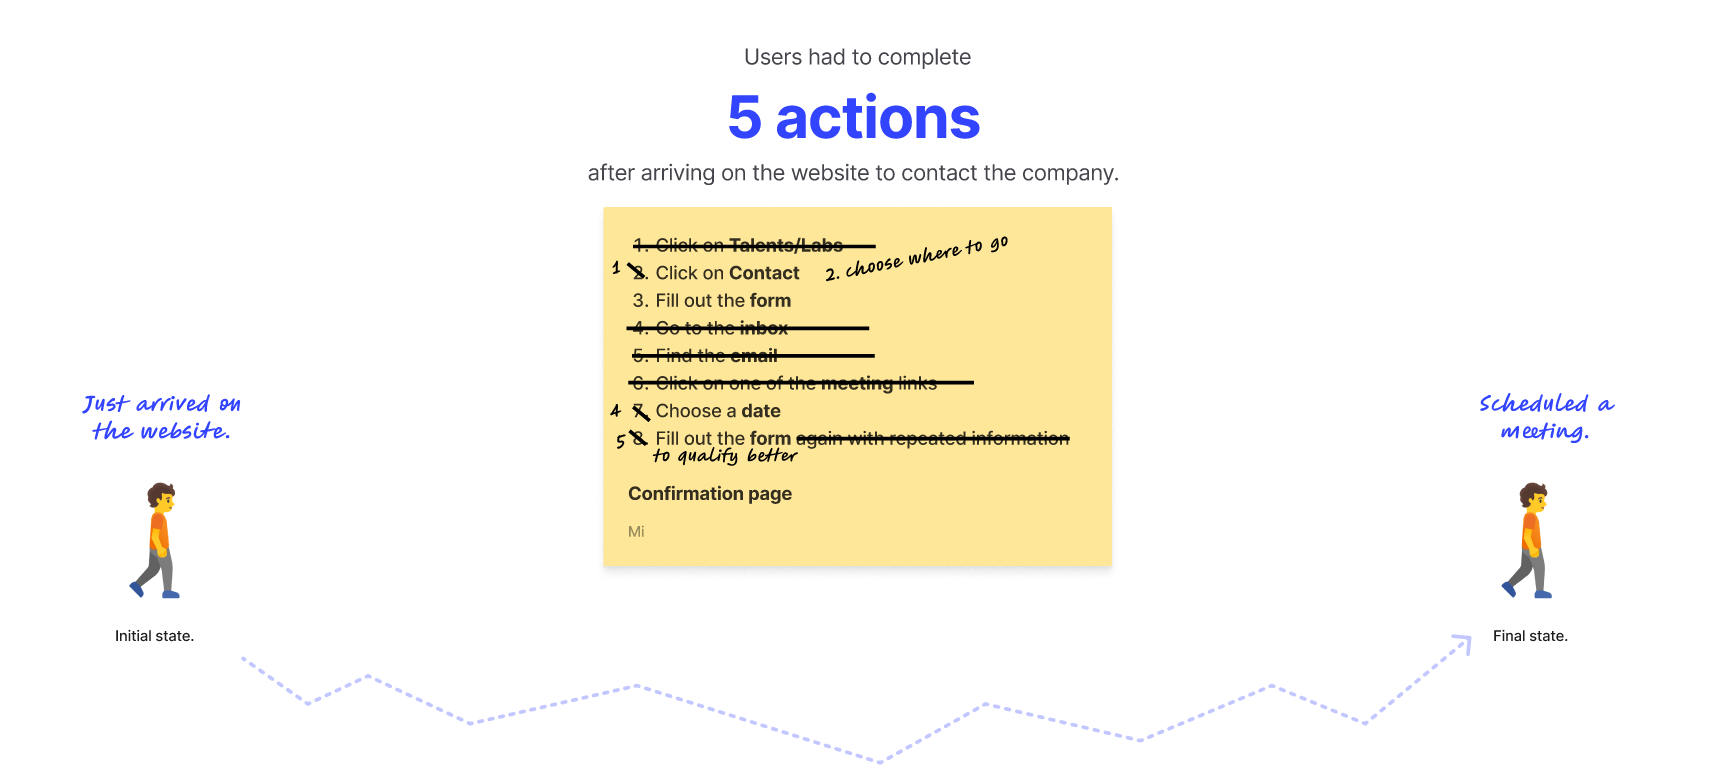 Users had to complete
5 actions
after arriving on the website to contact the company.
1. Click on Talents/Labs
1 2. Click on Contact 2. choose where to go
3. Fill out the form
4. Go to the inbox
5. Find the email
6. Click on one of the meeting links
4 7. Choose a date
5 8. Fill out the form again with repeated information
to qualify better
Confirmation page
Mi
Just arrived on
the website.
Initial state.
Scheduled a
meeting.
Final state.